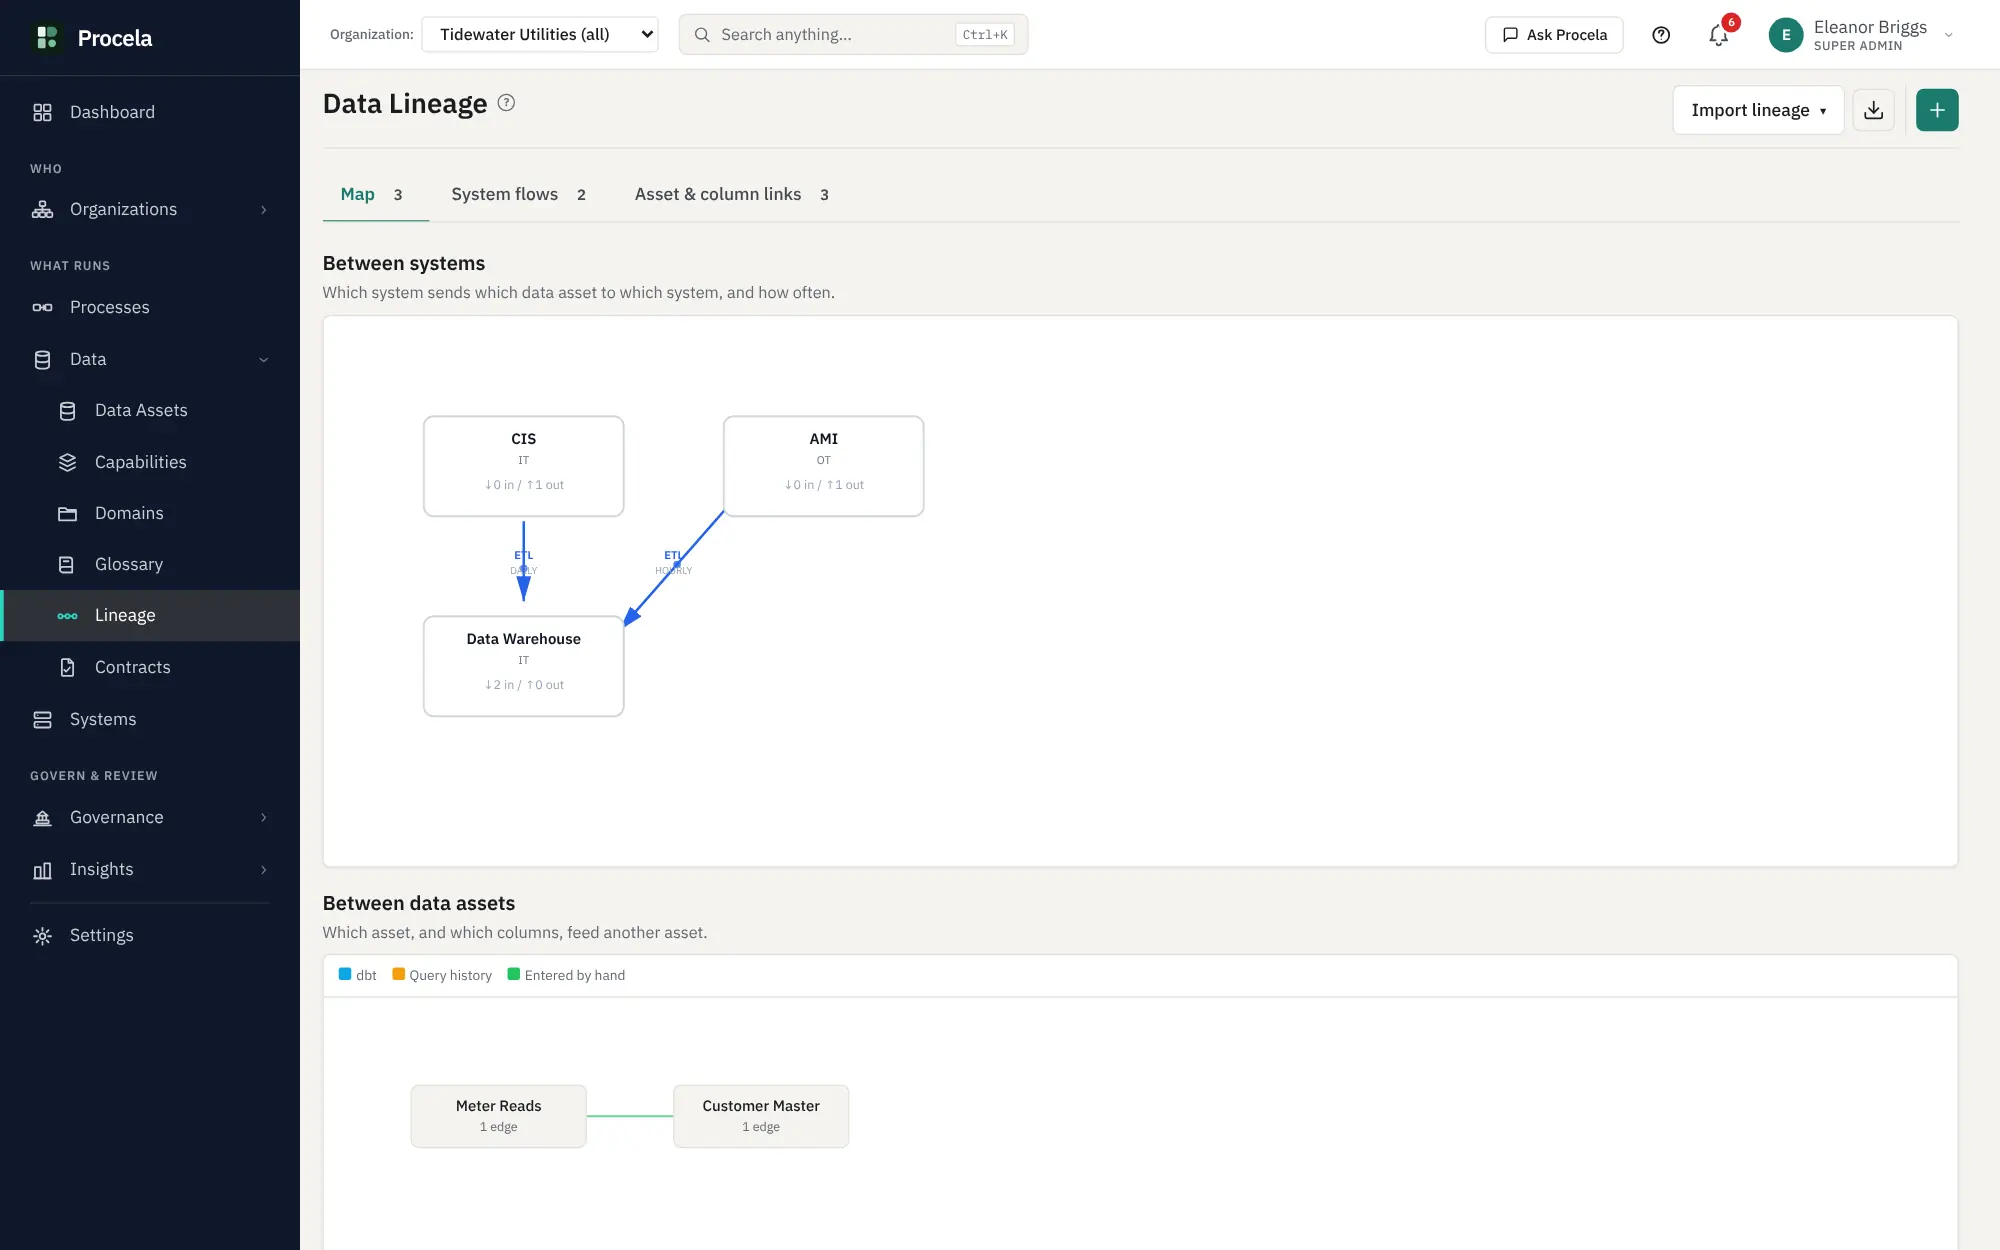 Procela
Organization:
Tidewater Utilities (all)
Search anything...
Ctrl+K
Ask Procela
6
E
Eleanor Briggs
SUPER ADMIN
Dashboard
WHO
Organizations
WHAT RUNS
Processes
Data
Data Assets
Capabilities
Domains
Glossary
Lineage
Contracts
Systems
GOVERN & REVIEW
Governance
Insights
Settings
Data Lineage ?
Import lineage ▾
+
Map 3
System flows 2
Asset & column links 3
Between systems
Which system sends which data asset to which system, and how often.
CIS
IT
↓0 in / ↑1 out
AMI
OT
↓0 in / ↑1 out
ETL
DAILY
ETL
HOURLY
Data Warehouse
IT
↓2 in / ↑0 out
Between data assets
Which asset, and which columns, feed another asset.
dbt
Query history
Entered by hand
Meter Reads
1 edge
Customer Master
1 edge